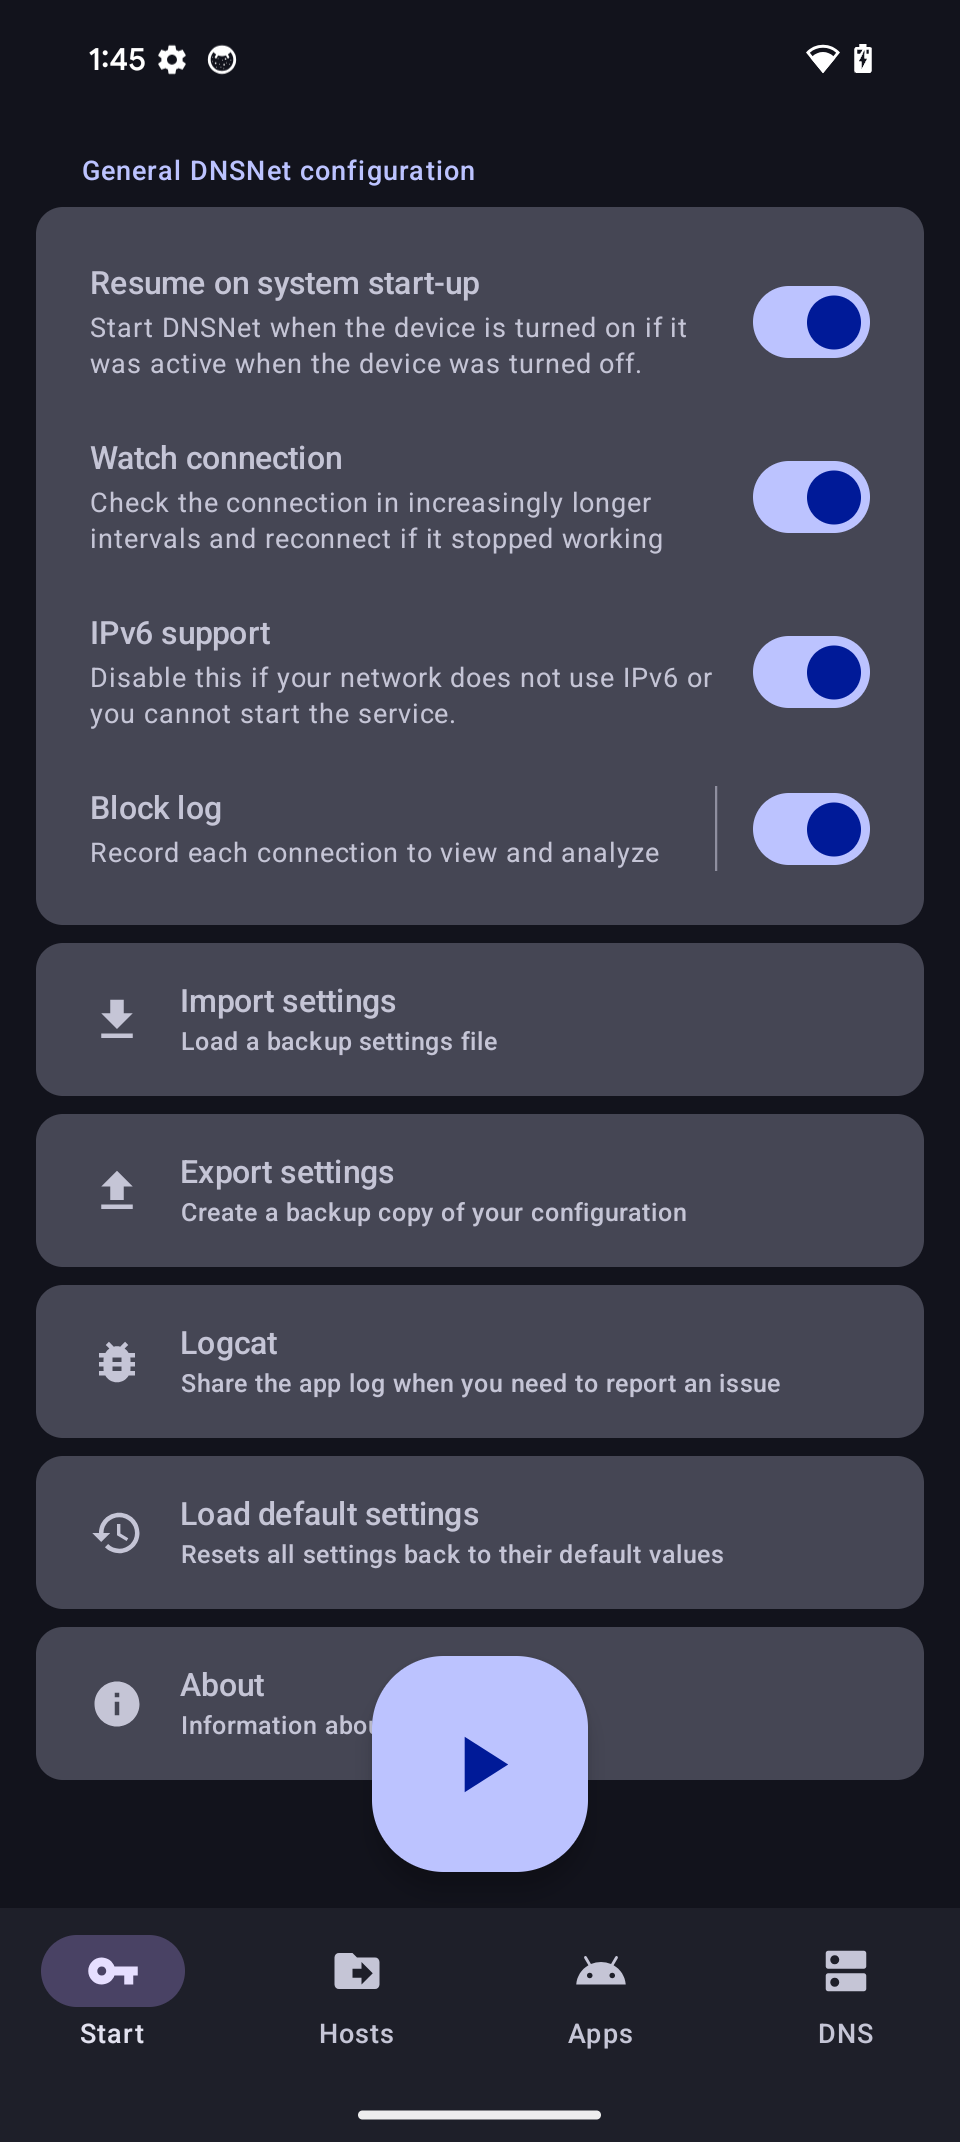 1:45
General DNSNet configuration
Resume on system start-up
Start DNSNet when the device is turned on if it
was active when the device was turned off.
Watch connection
Check the connection in increasingly longer
intervals and reconnect if it stopped working
IPv6 support
Disable this if your network does not use IPv6 or
you cannot start the service.
Block log
Record each connection to view and analyze
Import settings
Load a backup settings file
Export settings
Create a backup copy of your configuration
Logcat
Share the app log when you need to report an issue
Load default settings
Resets all settings back to their default values
About
Information
Start
Hosts
Apps
DNS